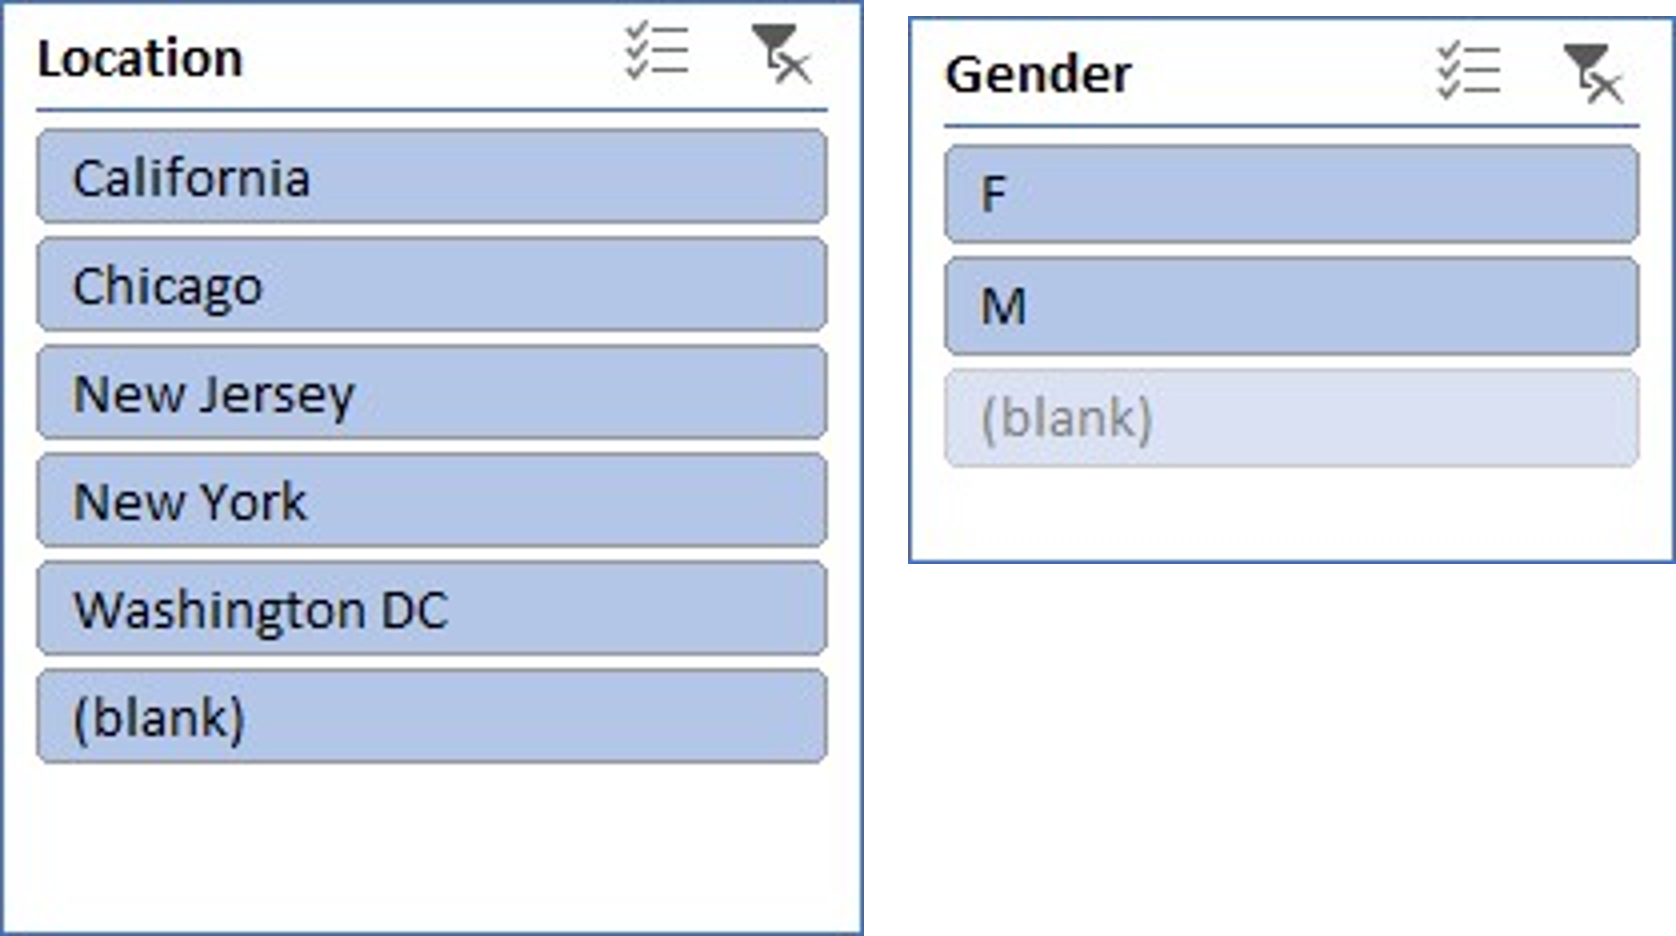 Location
California
Chicago
New Jersey
New York
Washington DC
(blank)
Gender
F
M
(blank)